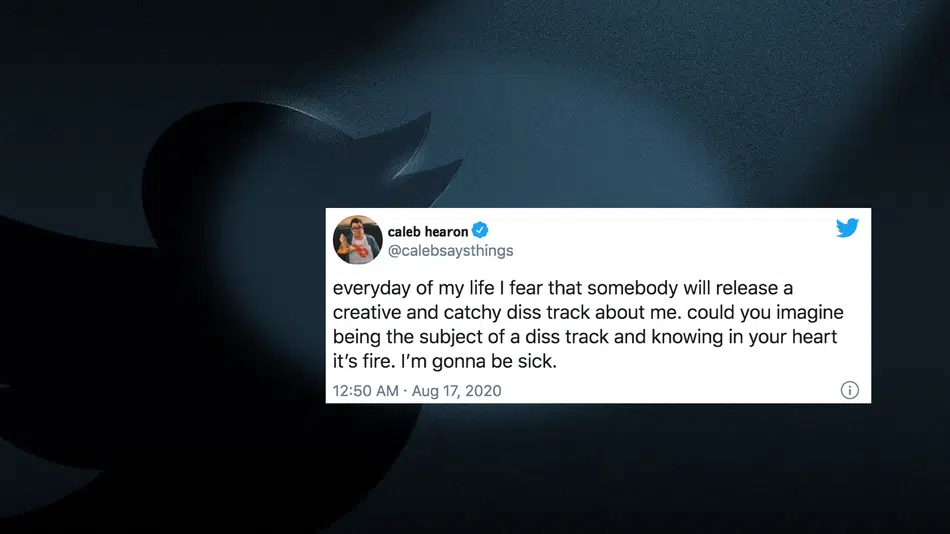 caleb hearon
@calebsaysthings
everyday of my life I fear that somebody will release a
creative and catchy diss track about me. could you imagine
being the subject of a diss track and knowing in your heart
it's fire. I'm gonna be sick.
12:50 AM · Aug 17, 2020